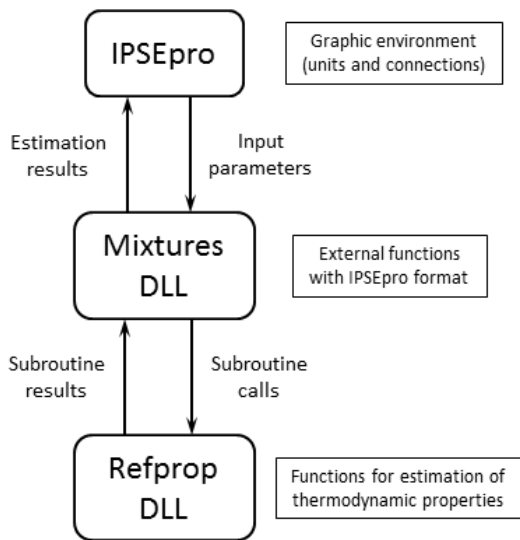 IPSEpro
Graphic environment
(units and connections)
Estimation
results
Input
parameters
Mixtures
DLL
External functions
with IPSEpro format
Subroutine
results
Subroutine
calls
Refprop
DLL
Functions for estimation of
thermodynamic properties